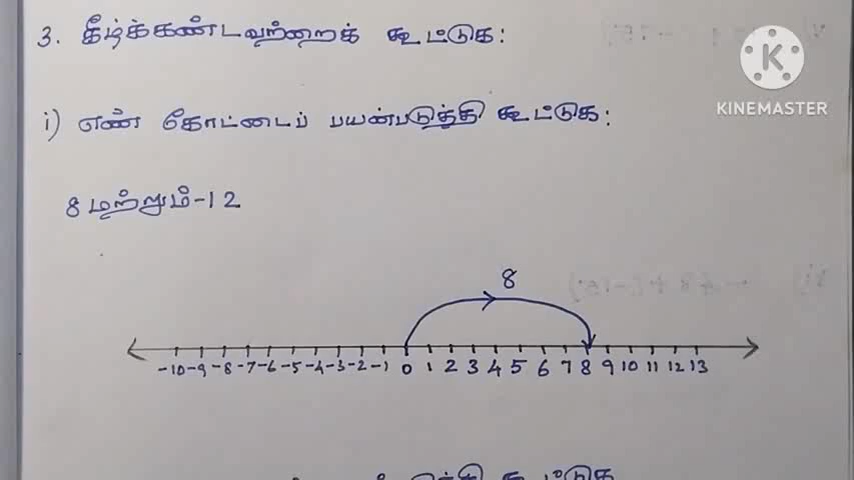 3. கீழ்க்கண்டவற்றைக் கூட்டுக:
KINEMASTER
i) எண் கோட்டைப் பயன்படுத்தி கூட்டுக:
8 மற்றும் -12
8
-10 -9 -8 -7 -6 -5 -4 -3 -2 -1 0 1 2 3 4 5 6 7 8 9 10 11 12 13
கூட்டுக